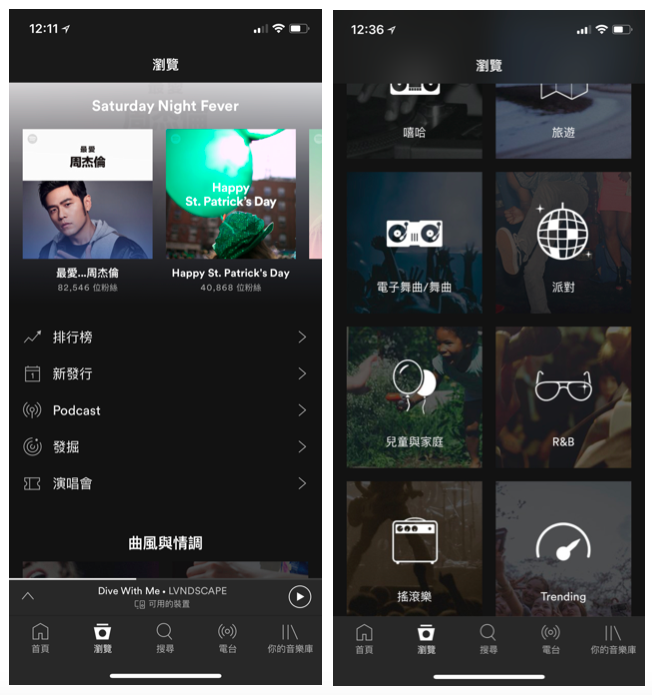 12:11
瀏覽
Saturday Night Fever
最愛
周杰倫
Happy
St. Patrick's Day
最愛...周杰倫
82,546 位粉絲
Happy St. Patrick's Day
40,868 位粉絲
排行榜
1
新發行
Podcast
發掘
演唱會
曲風與情調
Dive With Me • LVNDSCAPE
可用的裝置
首頁
瀏覽
搜尋
電台
你的音樂庫
12:36
瀏覽
嘻哈
旅遊
電子舞曲/舞曲
派對
兒童與家庭
R&B
搖滾樂
Trending
首頁
瀏覽
搜尋
電台
你的音樂庫